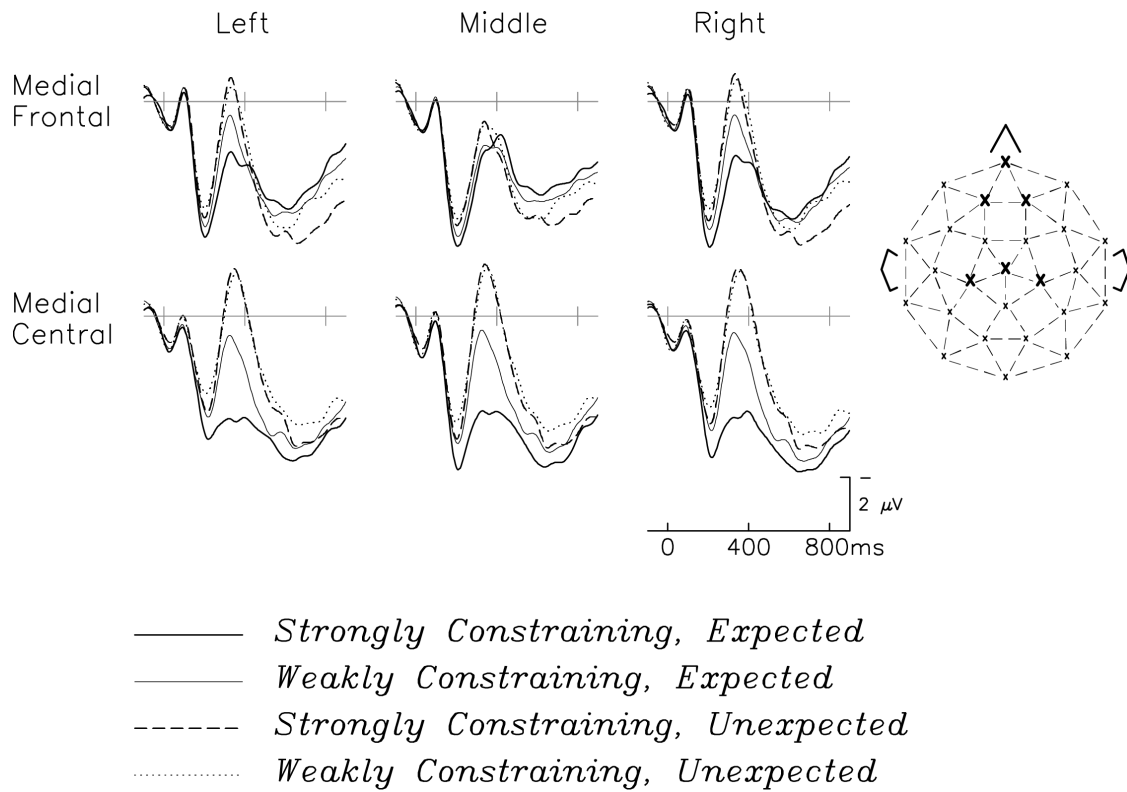 Left Middle Right
Medial
Frontal
Medial
Central
2 μV
0 400 800ms
Strongly Constraining, Expected
Weakly Constraining, Expected
Strongly Constraining, Unexpected
Weakly Constraining, Unexpected